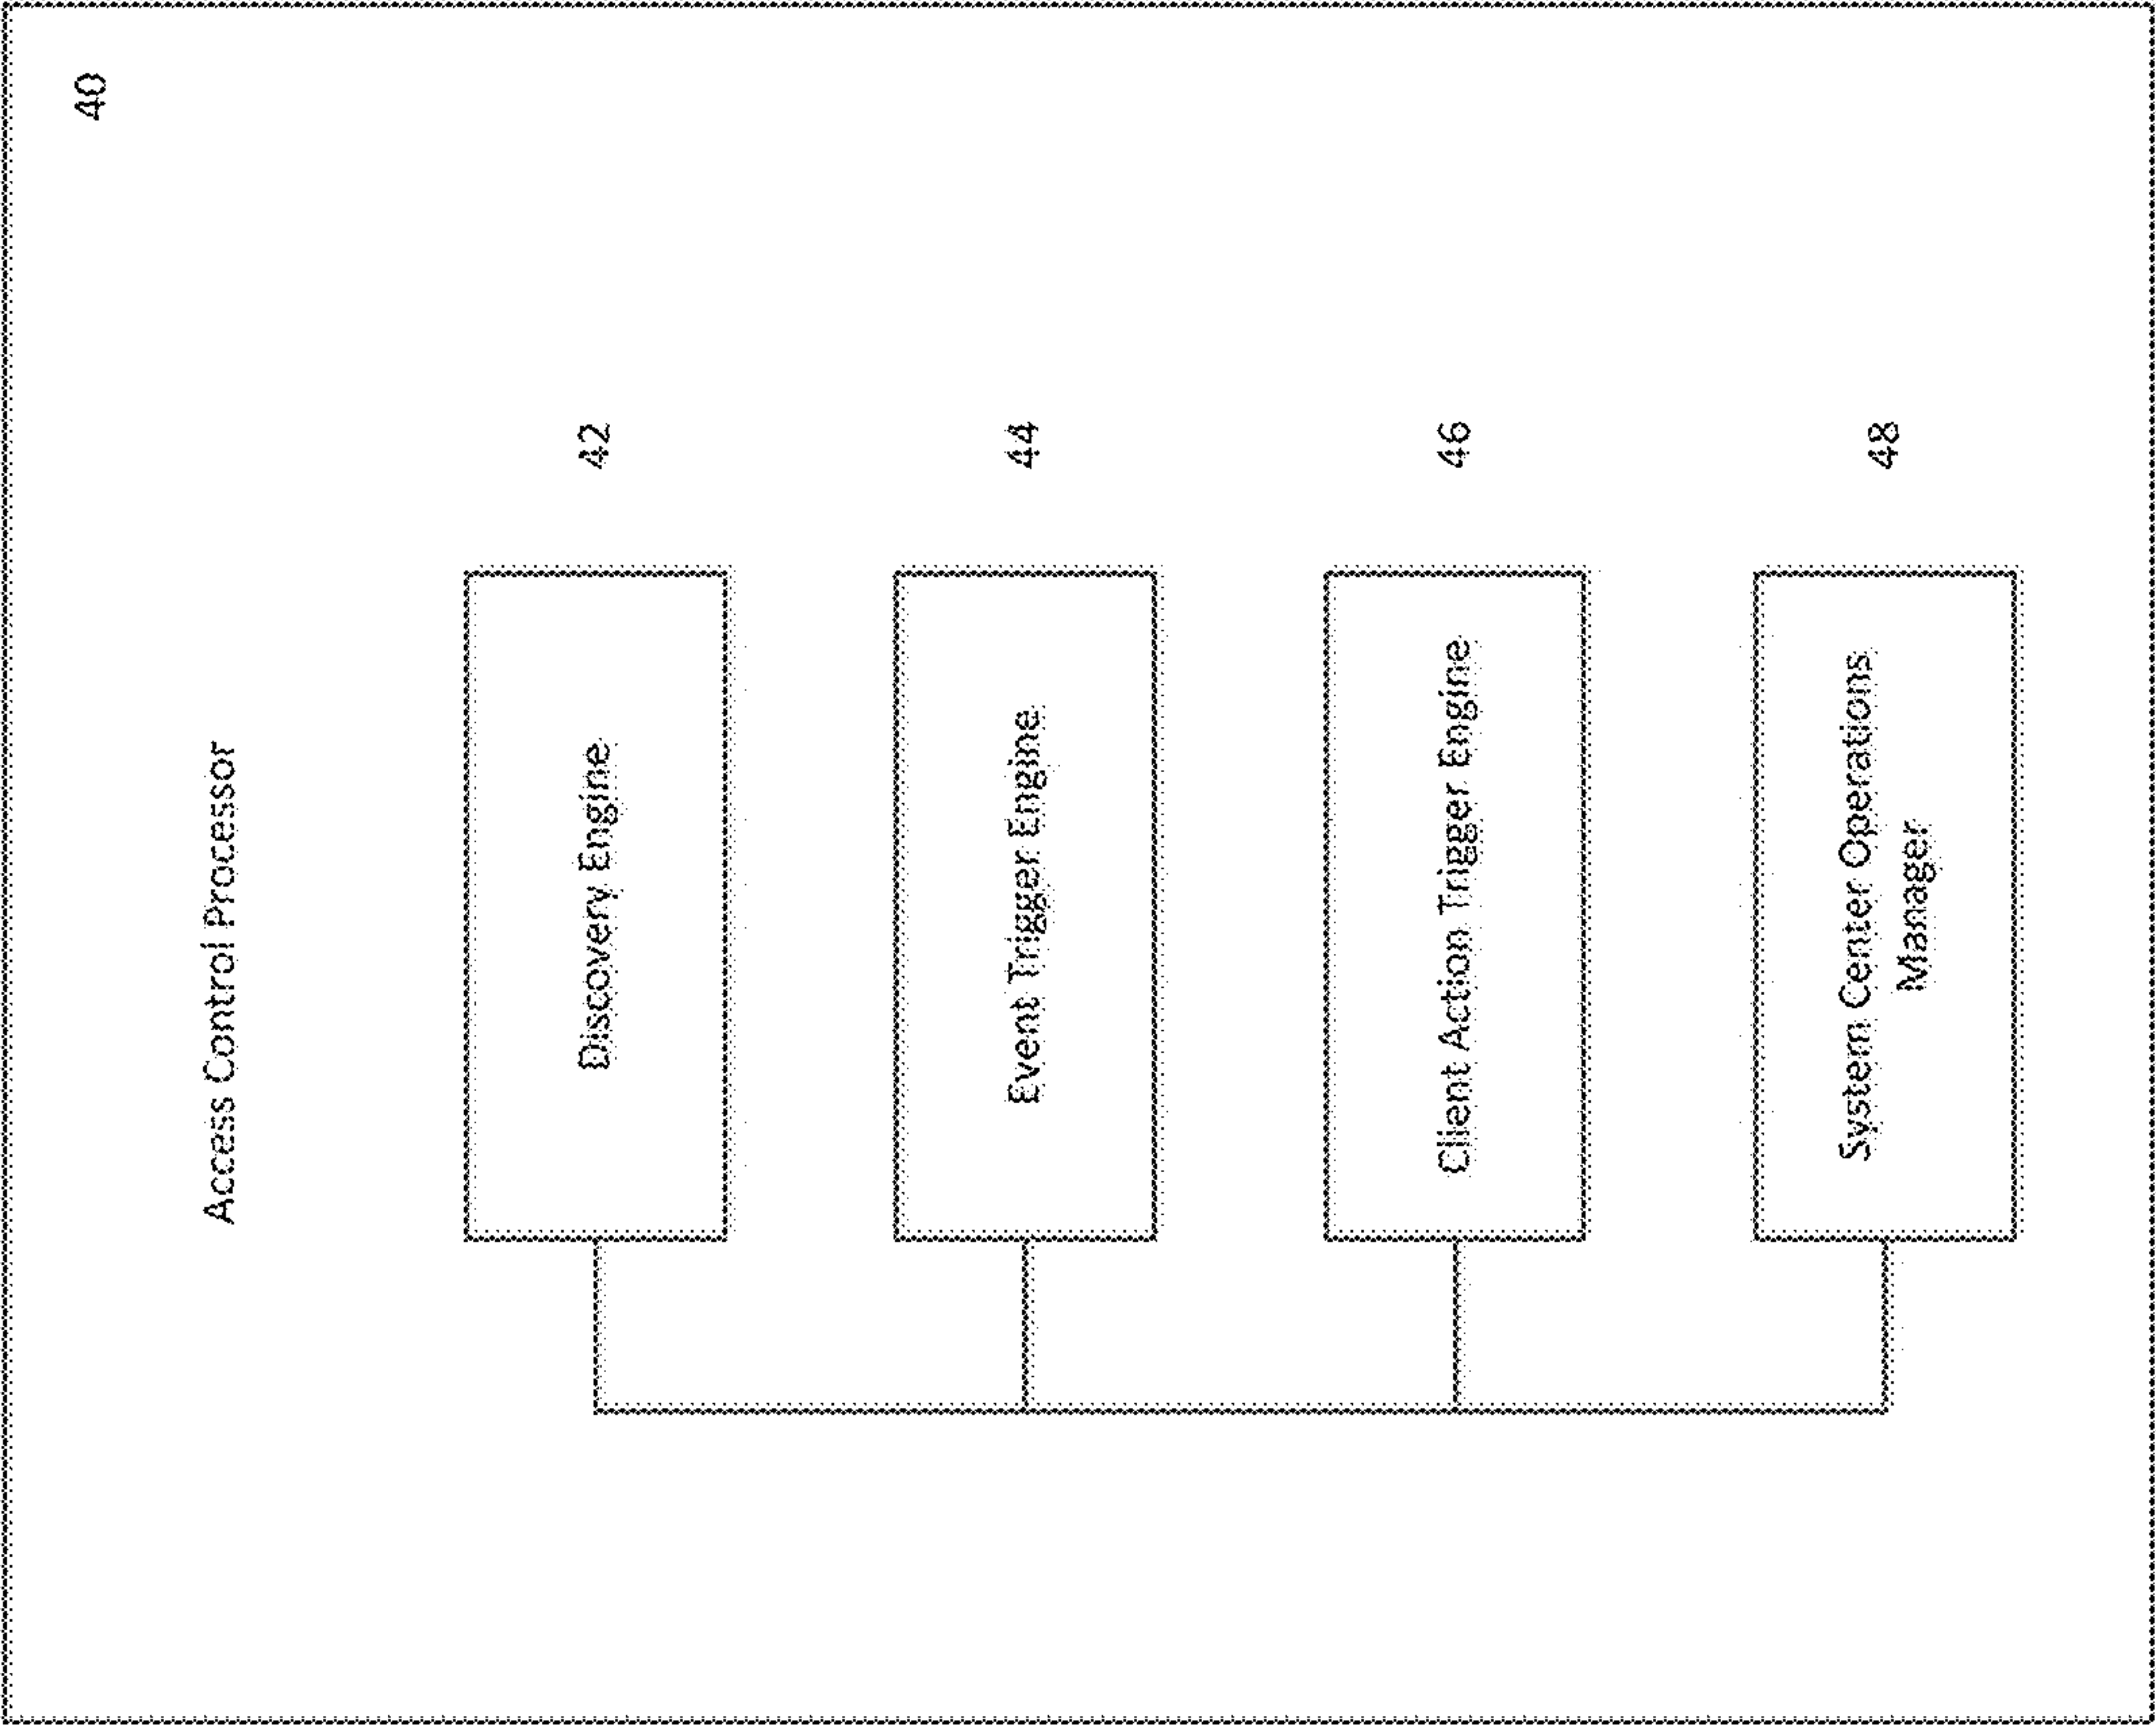 40
Access Control Processor
Discovery Engine
42
Event Trigger Engine
44
Client Action Trigger Engine
46
System Center Operations
Manager
48